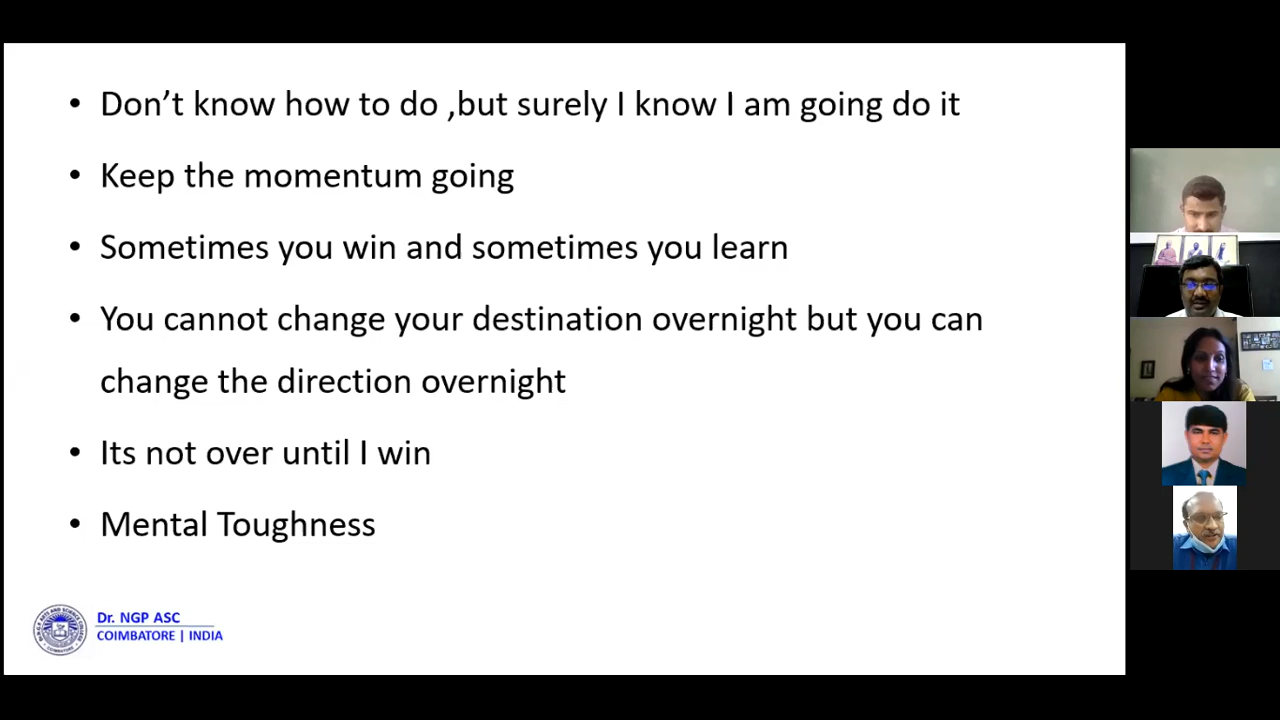 • Don’t know how to do ,but surely I know I am going do it
• Keep the momentum going
• Sometimes you win and sometimes you learn
• You cannot change your destination overnight but you can
change the direction overnight
• Its not over until I win
• Mental Toughness
Dr. NGP ASC
COIMBATORE | INDIA